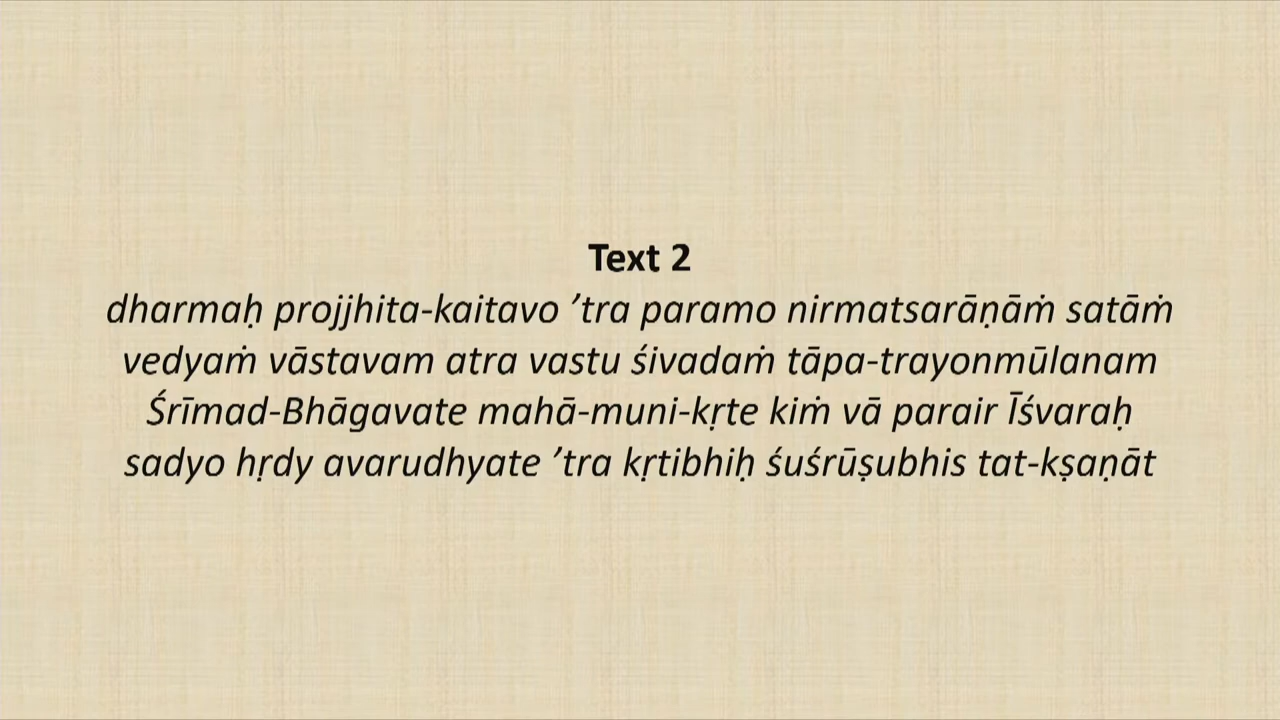 Text 2
dharmaḥ projjhita-kaitavo ’tra paramo nirmatsarāṇāṁ satāṁ
vedyaṁ vāstavam atra vastu śivadaṁ tāpa-trayonmūlanam
Śrīmad-Bhāgavate mahā-muni-kṛte kiṁ vā parair Īśvaraḥ
sadyo hṛdy avarudhyate ’tra kṛtibhiḥ śuśrūṣubhis tat-kṣaṇāt